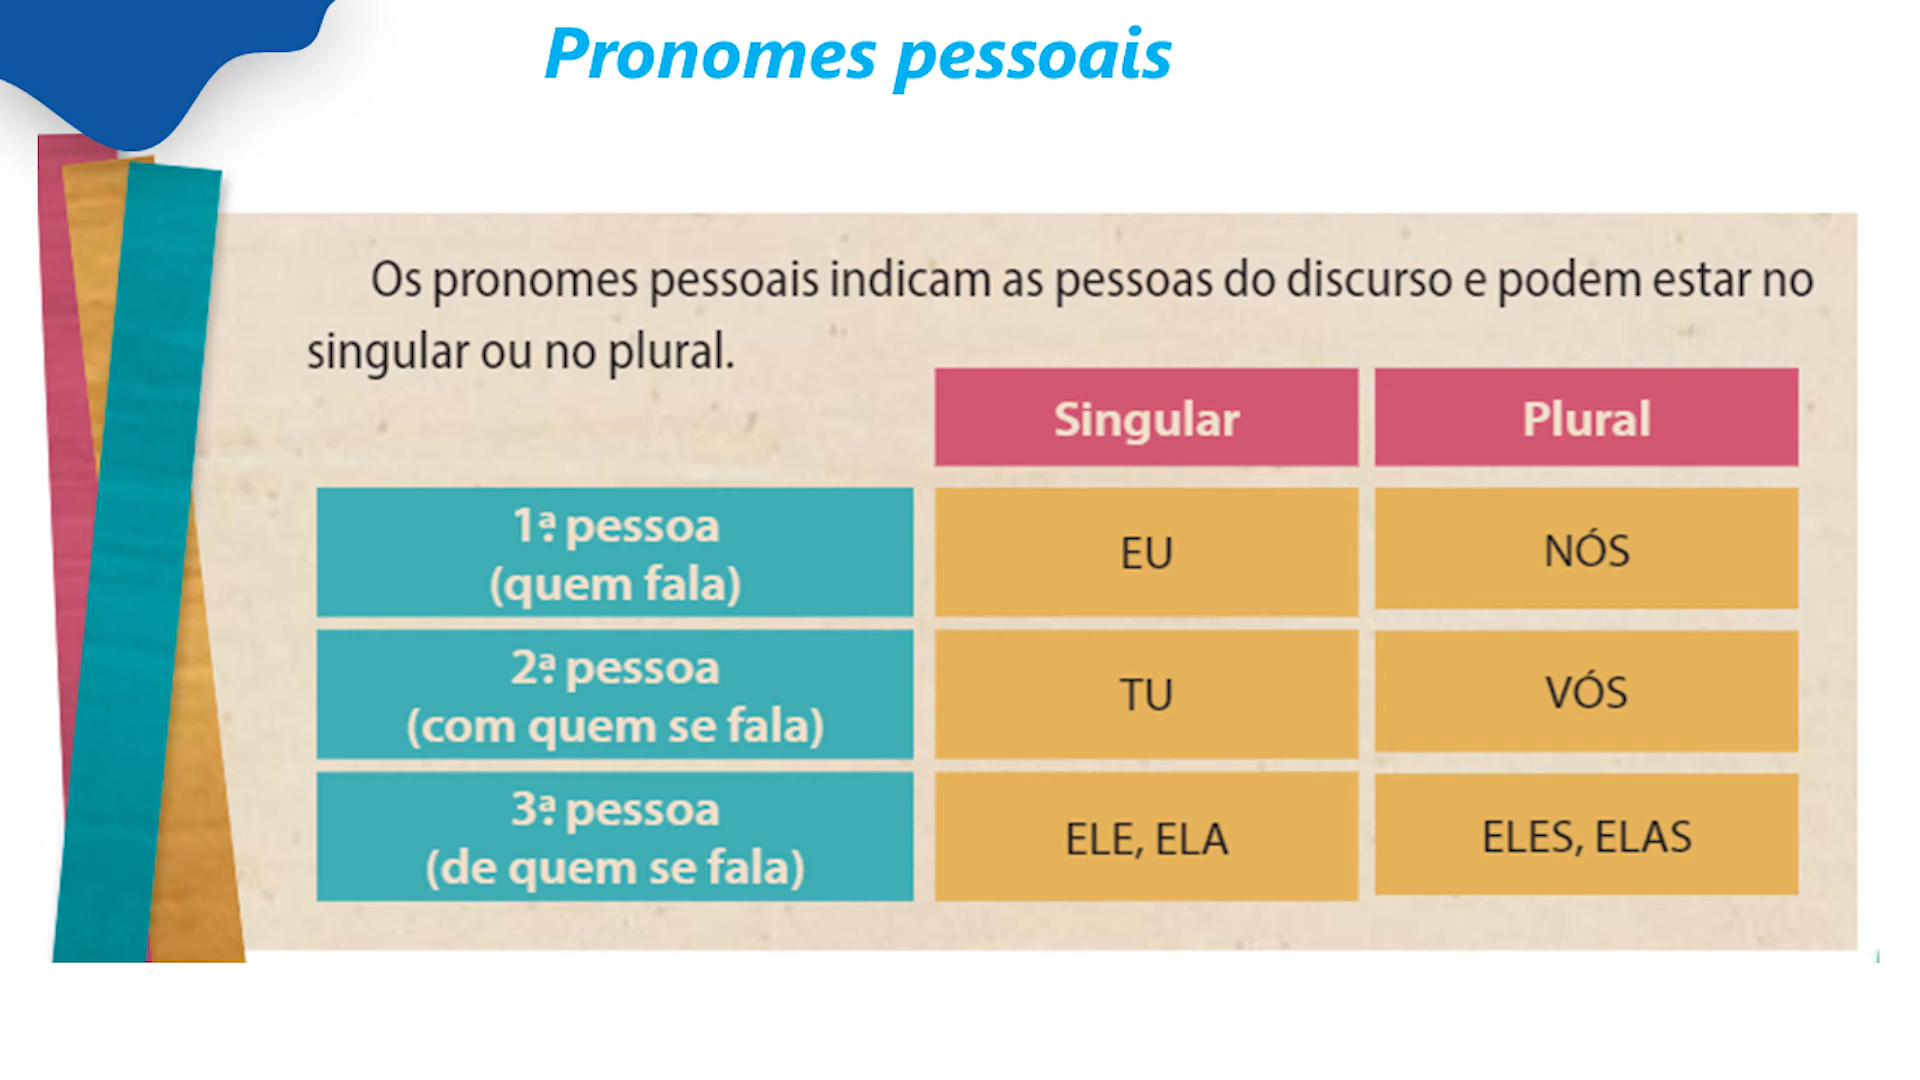 Pronomes pessoais
Os pronomes pessoais indicam as pessoas do discurso e podem estar no
singular ou no plural.
Singular Plural
1ª. pessoa
(quem fala)
EU NÓS
2ª. pessoa
(com quem se fala)
TU VÓS
3ª. pessoa
(de quem se fala)
ELE, ELA ELES, ELAS